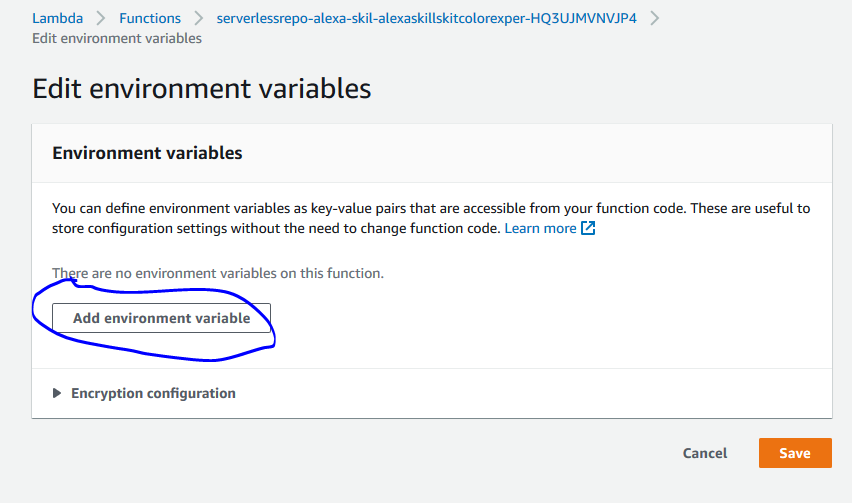 Lambda > Functions > serverlessrepo-alexa-skil-alexaskillskitcolorexper-HQ3UJMVNVJP4 >
Edit environment variables
Edit environment variables
Environment variables
You can define environment variables as key-value pairs that are accessible from your function code. These are useful to
store configuration settings without the need to change function code. Learn more
There are no environment variables on this function.
Add environment variable
Encryption configuration
Cancel Save